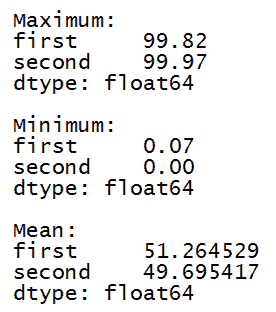 Maximum:
first     99.82
second    99.97
dtype: float64

Minimum:
first     0.07
second    0.00
dtype: float64

Mean:
first     51.264529
second    49.695417
dtype: float64